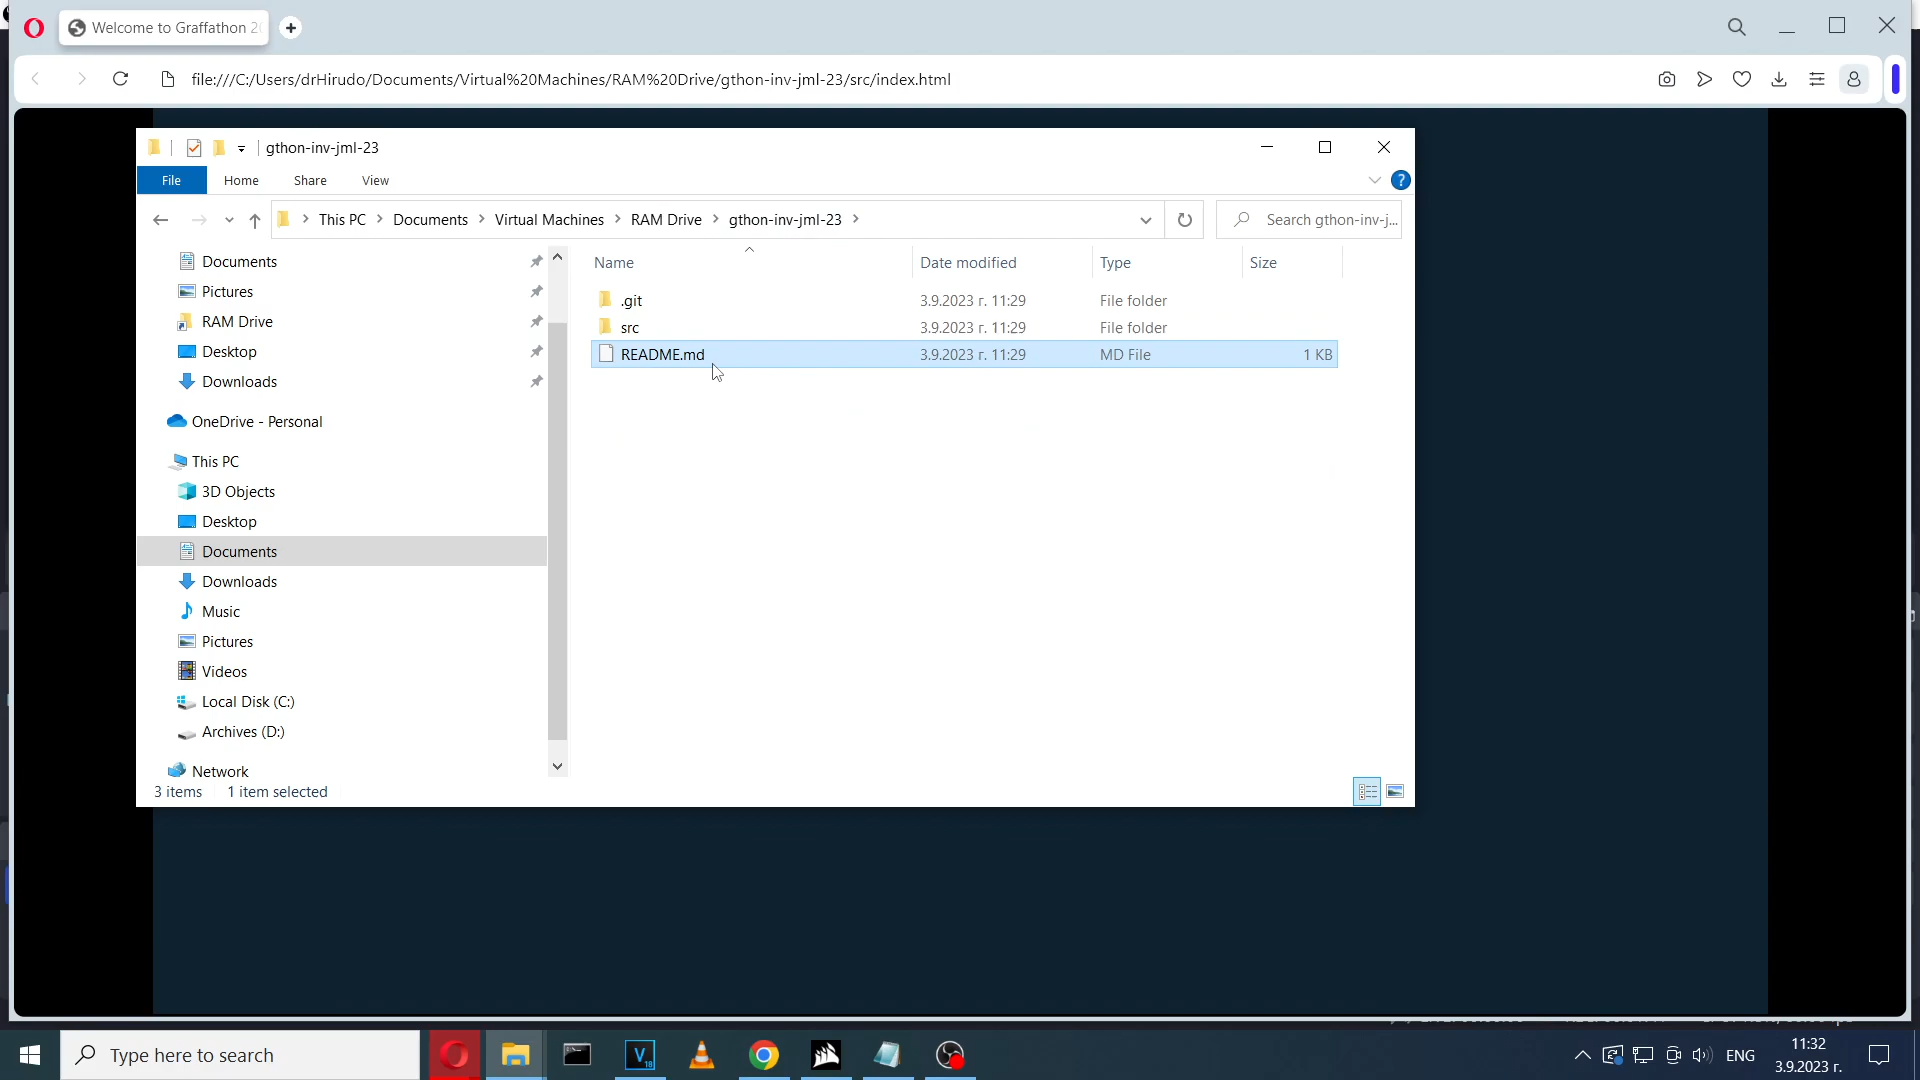 Welcome to Graffathon 2
file:///C:/Users/drHirudo/Documents/Virtual%20Machines/RAM%20Drive/gthon-inv-jml-23/src/index.html
gthon-inv-jml-23
File Home Share View
This PC Documents Virtual Machines RAM Drive gthon-inv-jml-23
Search gthon-inv-j...
Name Date modified Type Size
.git 3.9.2023 г. 11:29 File folder
src 3.9.2023 г. 11:29 File folder
README.md 3.9.2023 г. 11:29 MD File 1 KB
Documents
Pictures
RAM Drive
Desktop
Downloads
OneDrive - Personal
This PC
3D Objects
Desktop
Documents
Downloads
Music
Pictures
Videos
Local Disk (C:)
Archives (D:)
Network
3 items 1 item selected
Type here to search
ENG
11:32
3.9.2023 г.